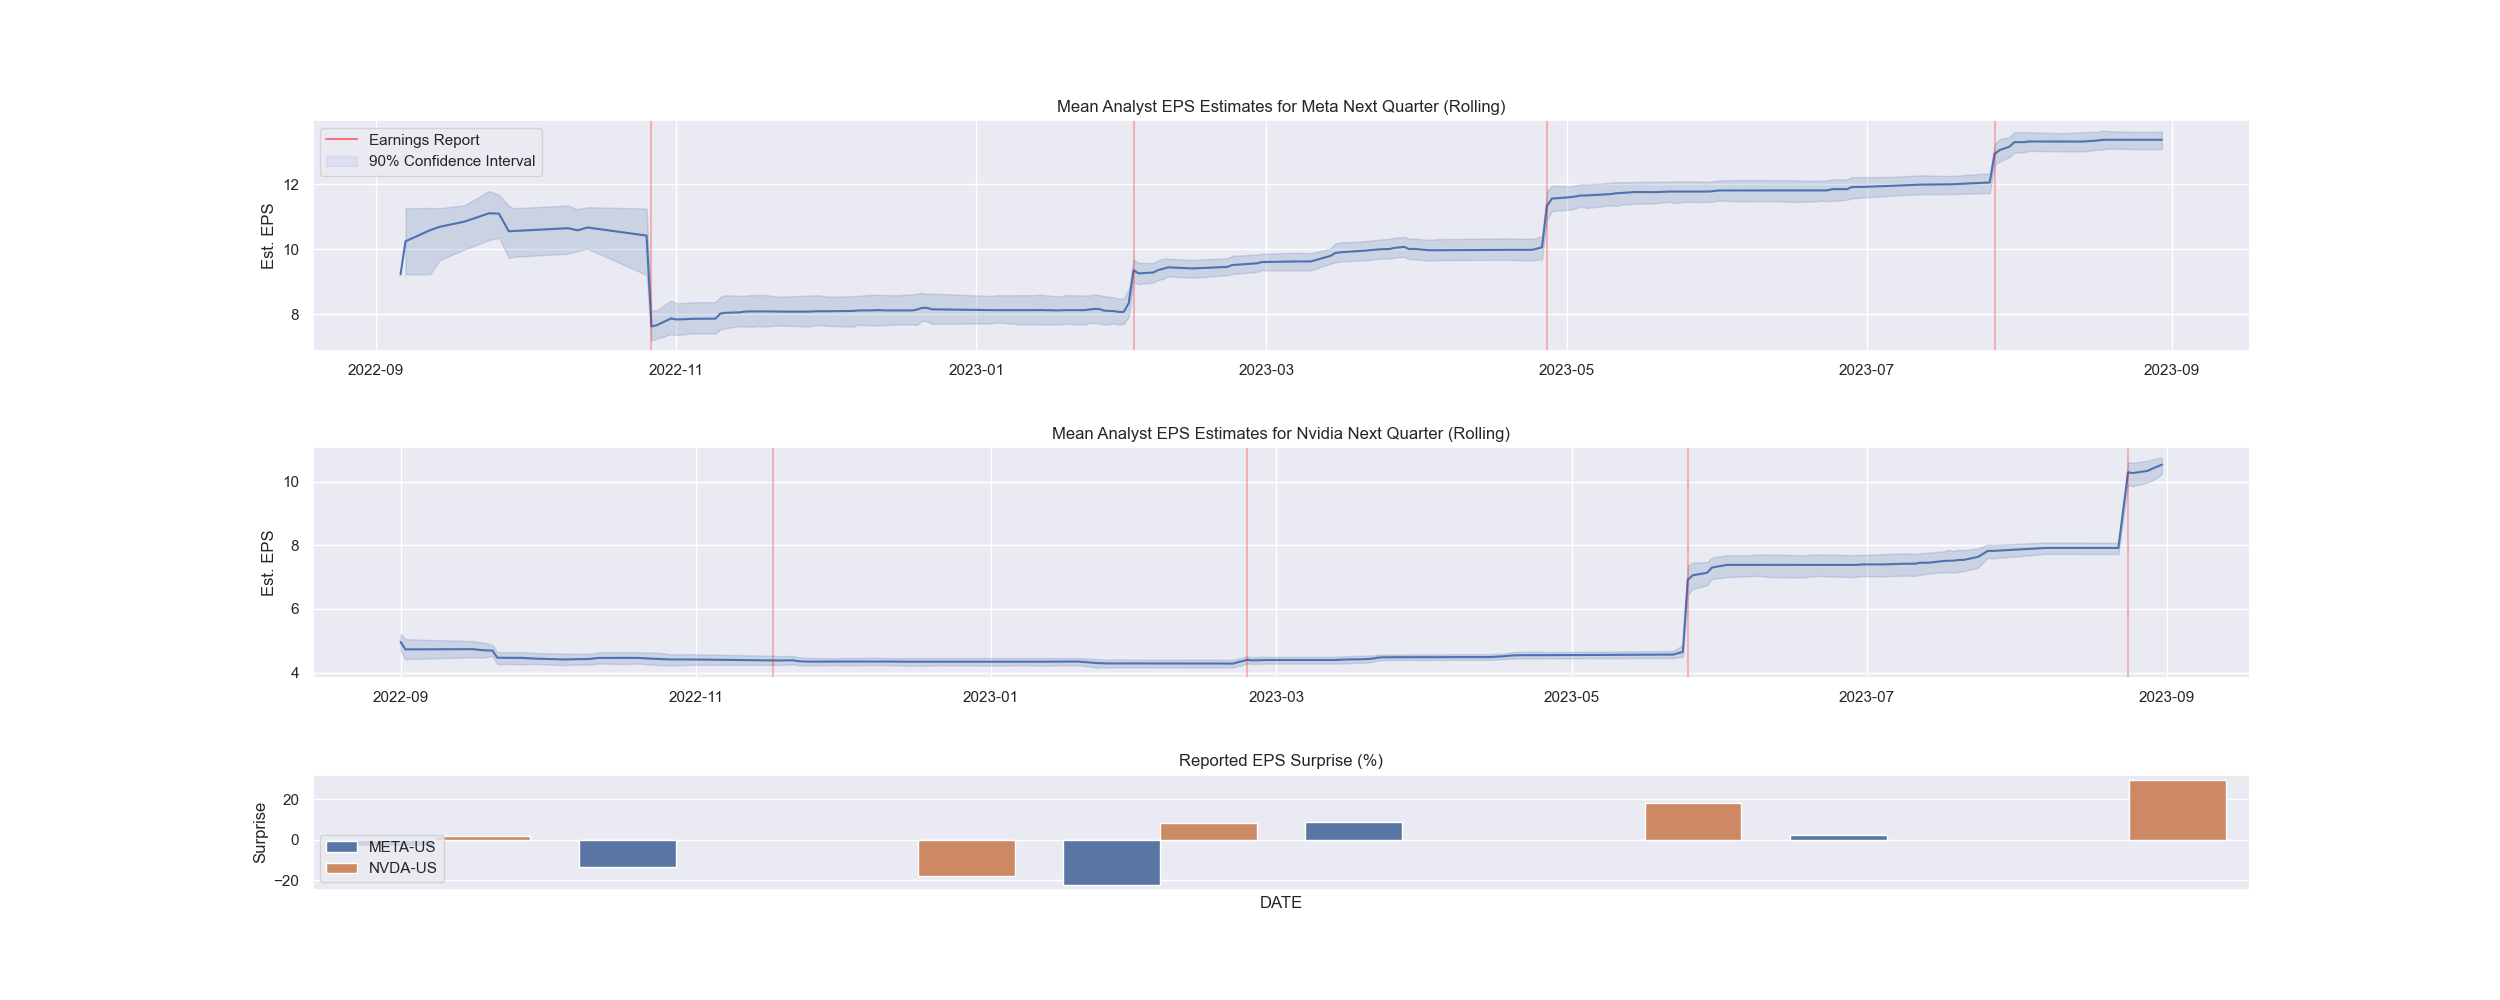 Mean Analyst EPS Estimates for Meta Next Quarter (Rolling)
Earnings Report
90% Confidence Interval
12
10
8
Est. EPS
2022-09 2022-11 2023-01 2023-03 2023-05 2023-07 2023-09
Mean Analyst EPS Estimates for Nvidia Next Quarter (Rolling)
10
8
6
4
Est. EPS
2022-09 2022-11 2023-01 2023-03 2023-05 2023-07 2023-09
Reported EPS Surprise (%)
20
0
−20
Surprise
META-US
NVDA-US
DATE